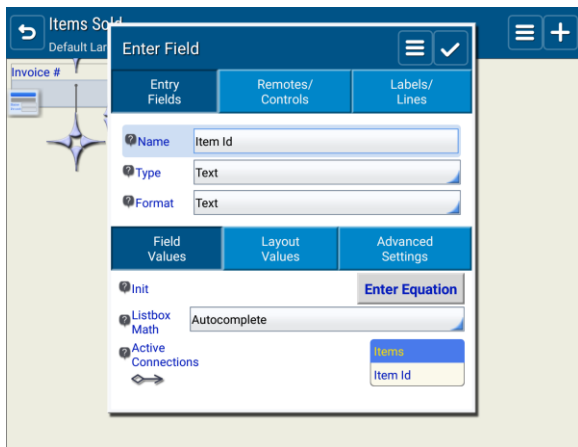 Items Sol
Default Lar
Invoice #
Enter Field
Entry
Fields
Remotes/
Controls
Labels/
Lines
Name
Item Id
Type
Text
Format
Text
Field
Values
Layout
Values
Advanced
Settings
Init
Enter Equation
Listbox
Math
Autocomplete
Active
Connections
Items
Item Id